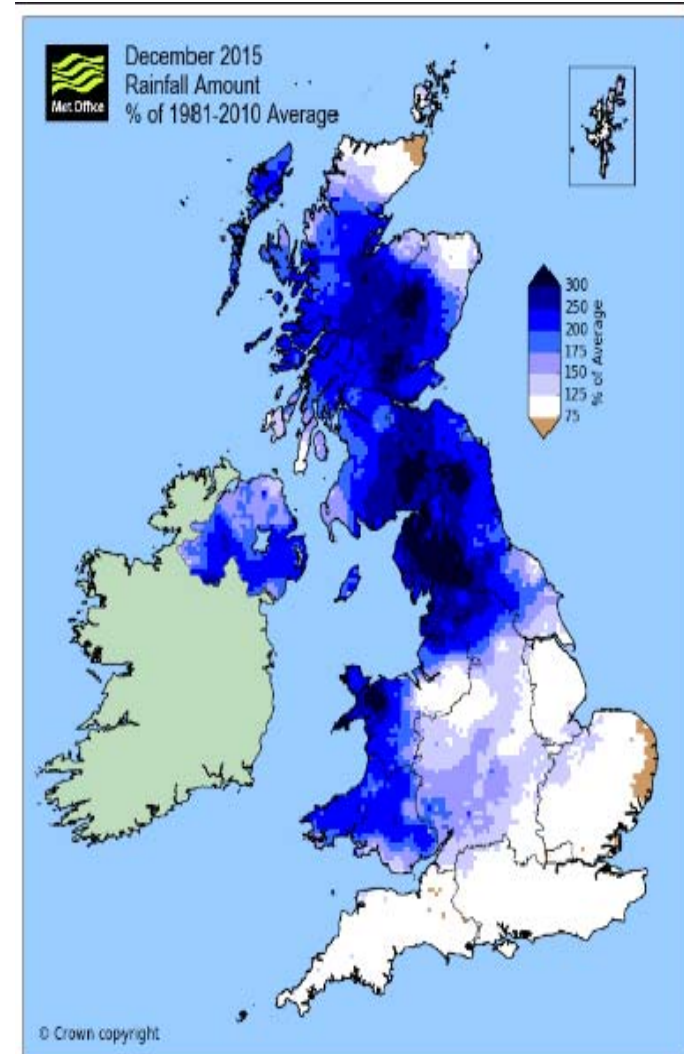 Met Office
December 2015
Rainfall Amount
% of 1981-2010 Average
300
250
200
175
150
125
75
% of Average
© Crown copyright